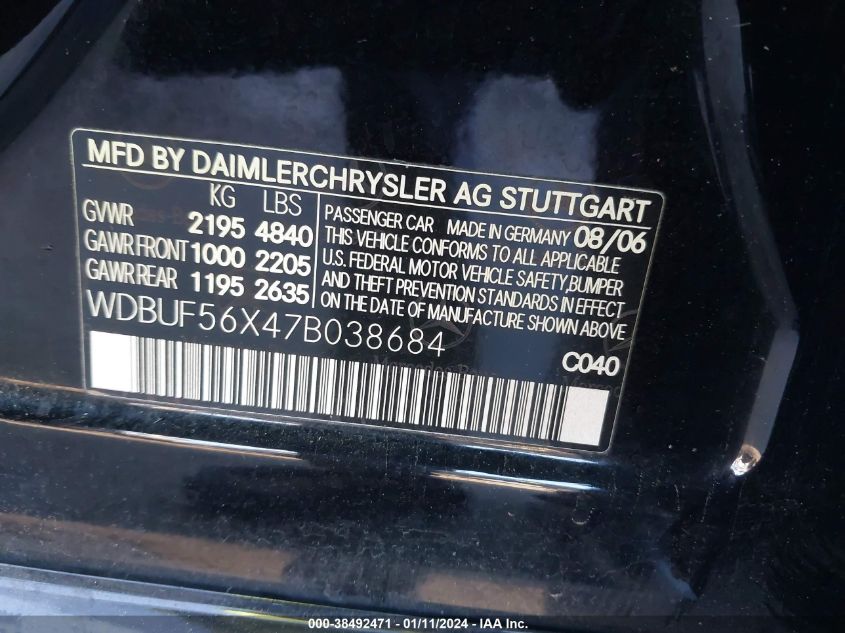 MFD BY DAIMLERCHRYSLER AG STUTTGART
KG LBS
GVWR 2195 4840
GAWR FRONT 1000 2205
GAWR REAR 1195 2635
PASSENGER CAR MADE IN GERMANY 08/06
THIS VEHICLE CONFORMS TO ALL APPLICABLE
U.S. FEDERAL MOTOR VEHICLE SAFETY,BUMPER
AND THEFT PREVENTION STANDARDS IN EFFECT
ON THE DATE OF MANUFACTURE SHOWN ABOVE
WDBUF56X47B038684
C040
000-38492471 - 01/11/2024 - IAA Inc.